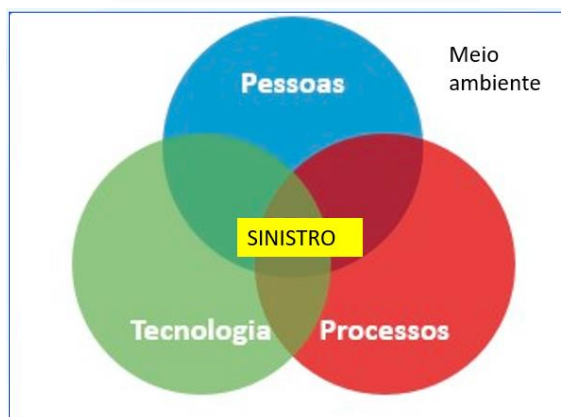 Pessoas
Meio
ambiente
SINISTRO
Tecnologia
Processos